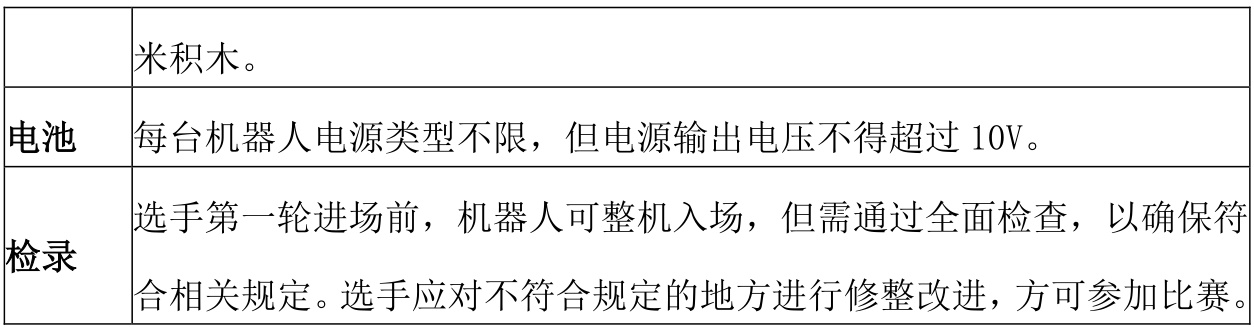 米积木。
电池 每台机器人电源类型不限，但电源输出电压不得超过 10V。
选手第一轮进场前，机器人可整机入场，但需通过全面检查，以确保符
检录
合相关规定。选手应对不符合规定的地方进行修整改进，方可参加比赛。